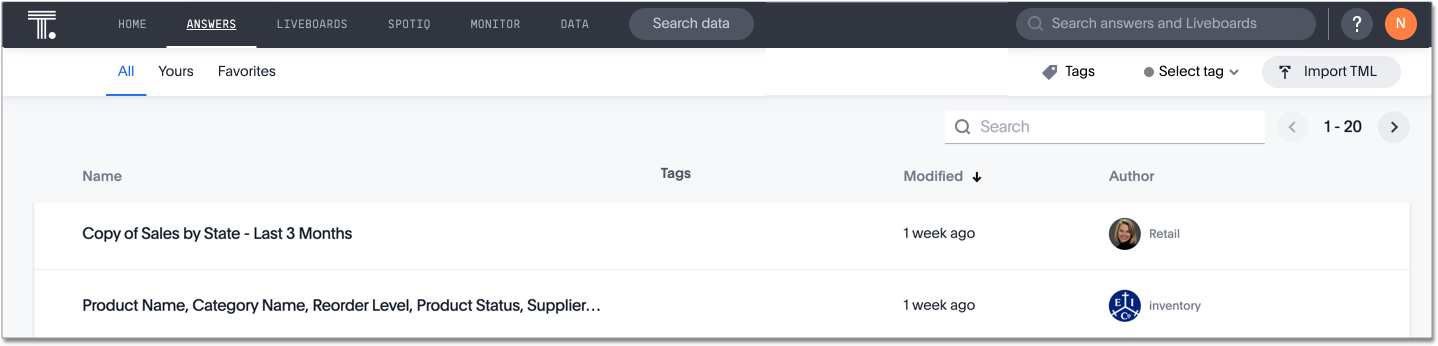 T. HOME ANSWERS LIVEBOARDS SPOTIQ MONITOR DATA Search data Search answers and Liveboards ? N
All Yours Favorites Tags Select tag Import TML
Search 1 - 20
Name Tags Modified Author
Copy of Sales by State - Last 3 Months 1 week ago Retail
Product Name, Category Name, Reorder Level, Product Status, Supplier... 1 week ago E I Co inventory